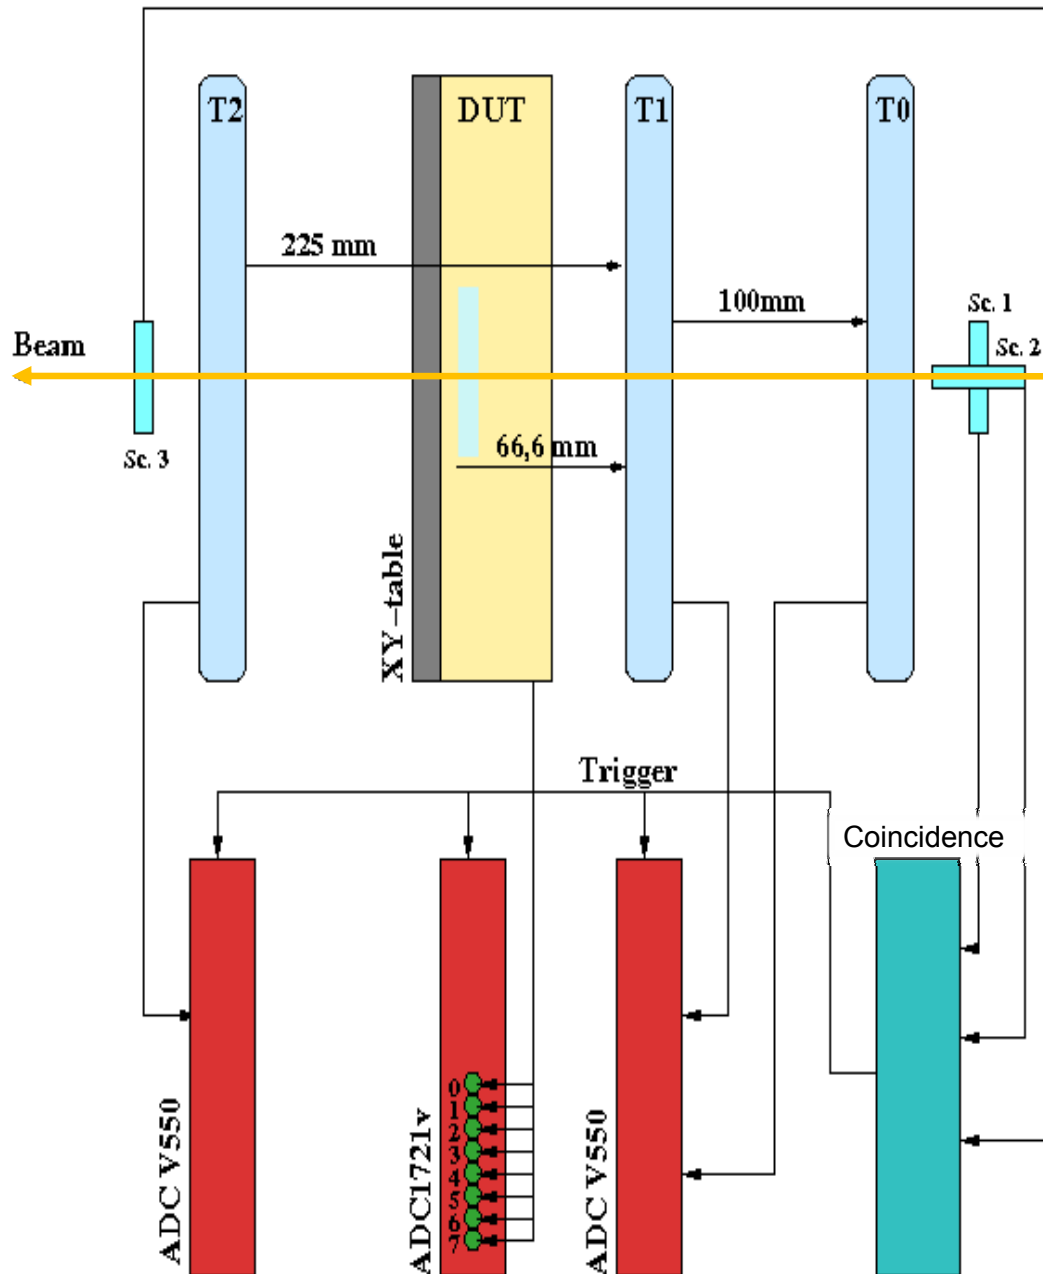 T2
DUT
T1
T0
225 mm
100mm
Sc. 1
Sc. 2
Beam
Sc. 3
66,6 mm
XY-table
Trigger
Coincidence
ADC V550
ADC1721v
ADC V550
0
1
2
3
4
5
6
7